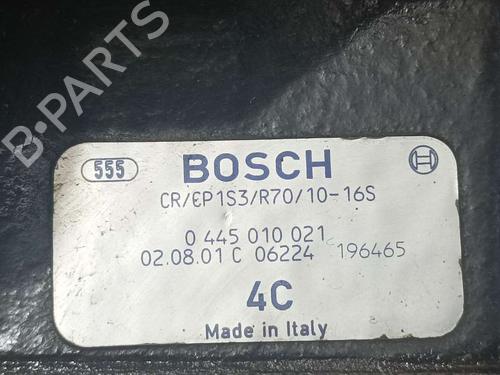 B-PARTS
555 BOSCH
CR/CP1S3/R70/10-16S
0 445 010 021
02.08.01 C 06224 196465
4C
Made in Italy